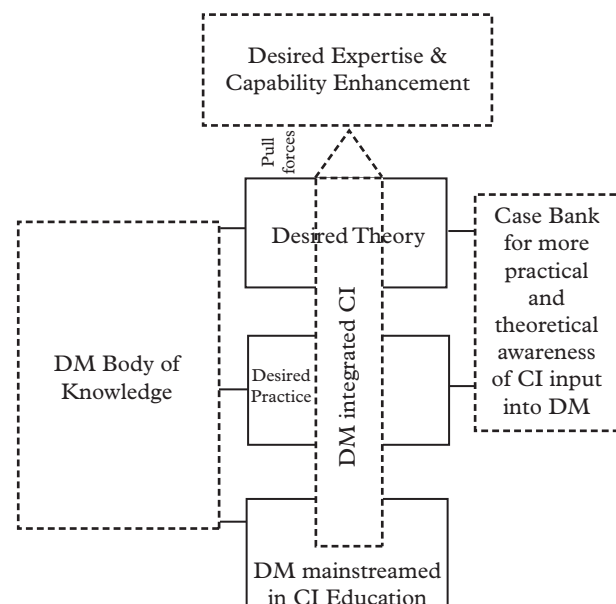 Desired Expertise &
Capability Enhancement
Pull
forces
Desired Theory
DM Body of
Knowledge
Desired
Practice
DM integrated CI
Case Bank
for more
practical
and
theoretical
awareness
of CI input
into DM
DM mainstreamed
in CI Education